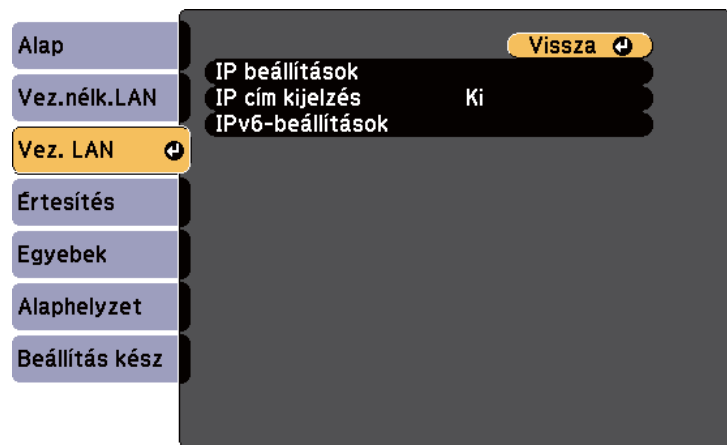 Alap
Vez.nélk.LAN
Vez. LAN
Értesítés
Egyebek
Alaphelyzet
Beállítás kész
Vissza
IP beállítások
IP cím kijelzés Ki
IPv6-beállítások